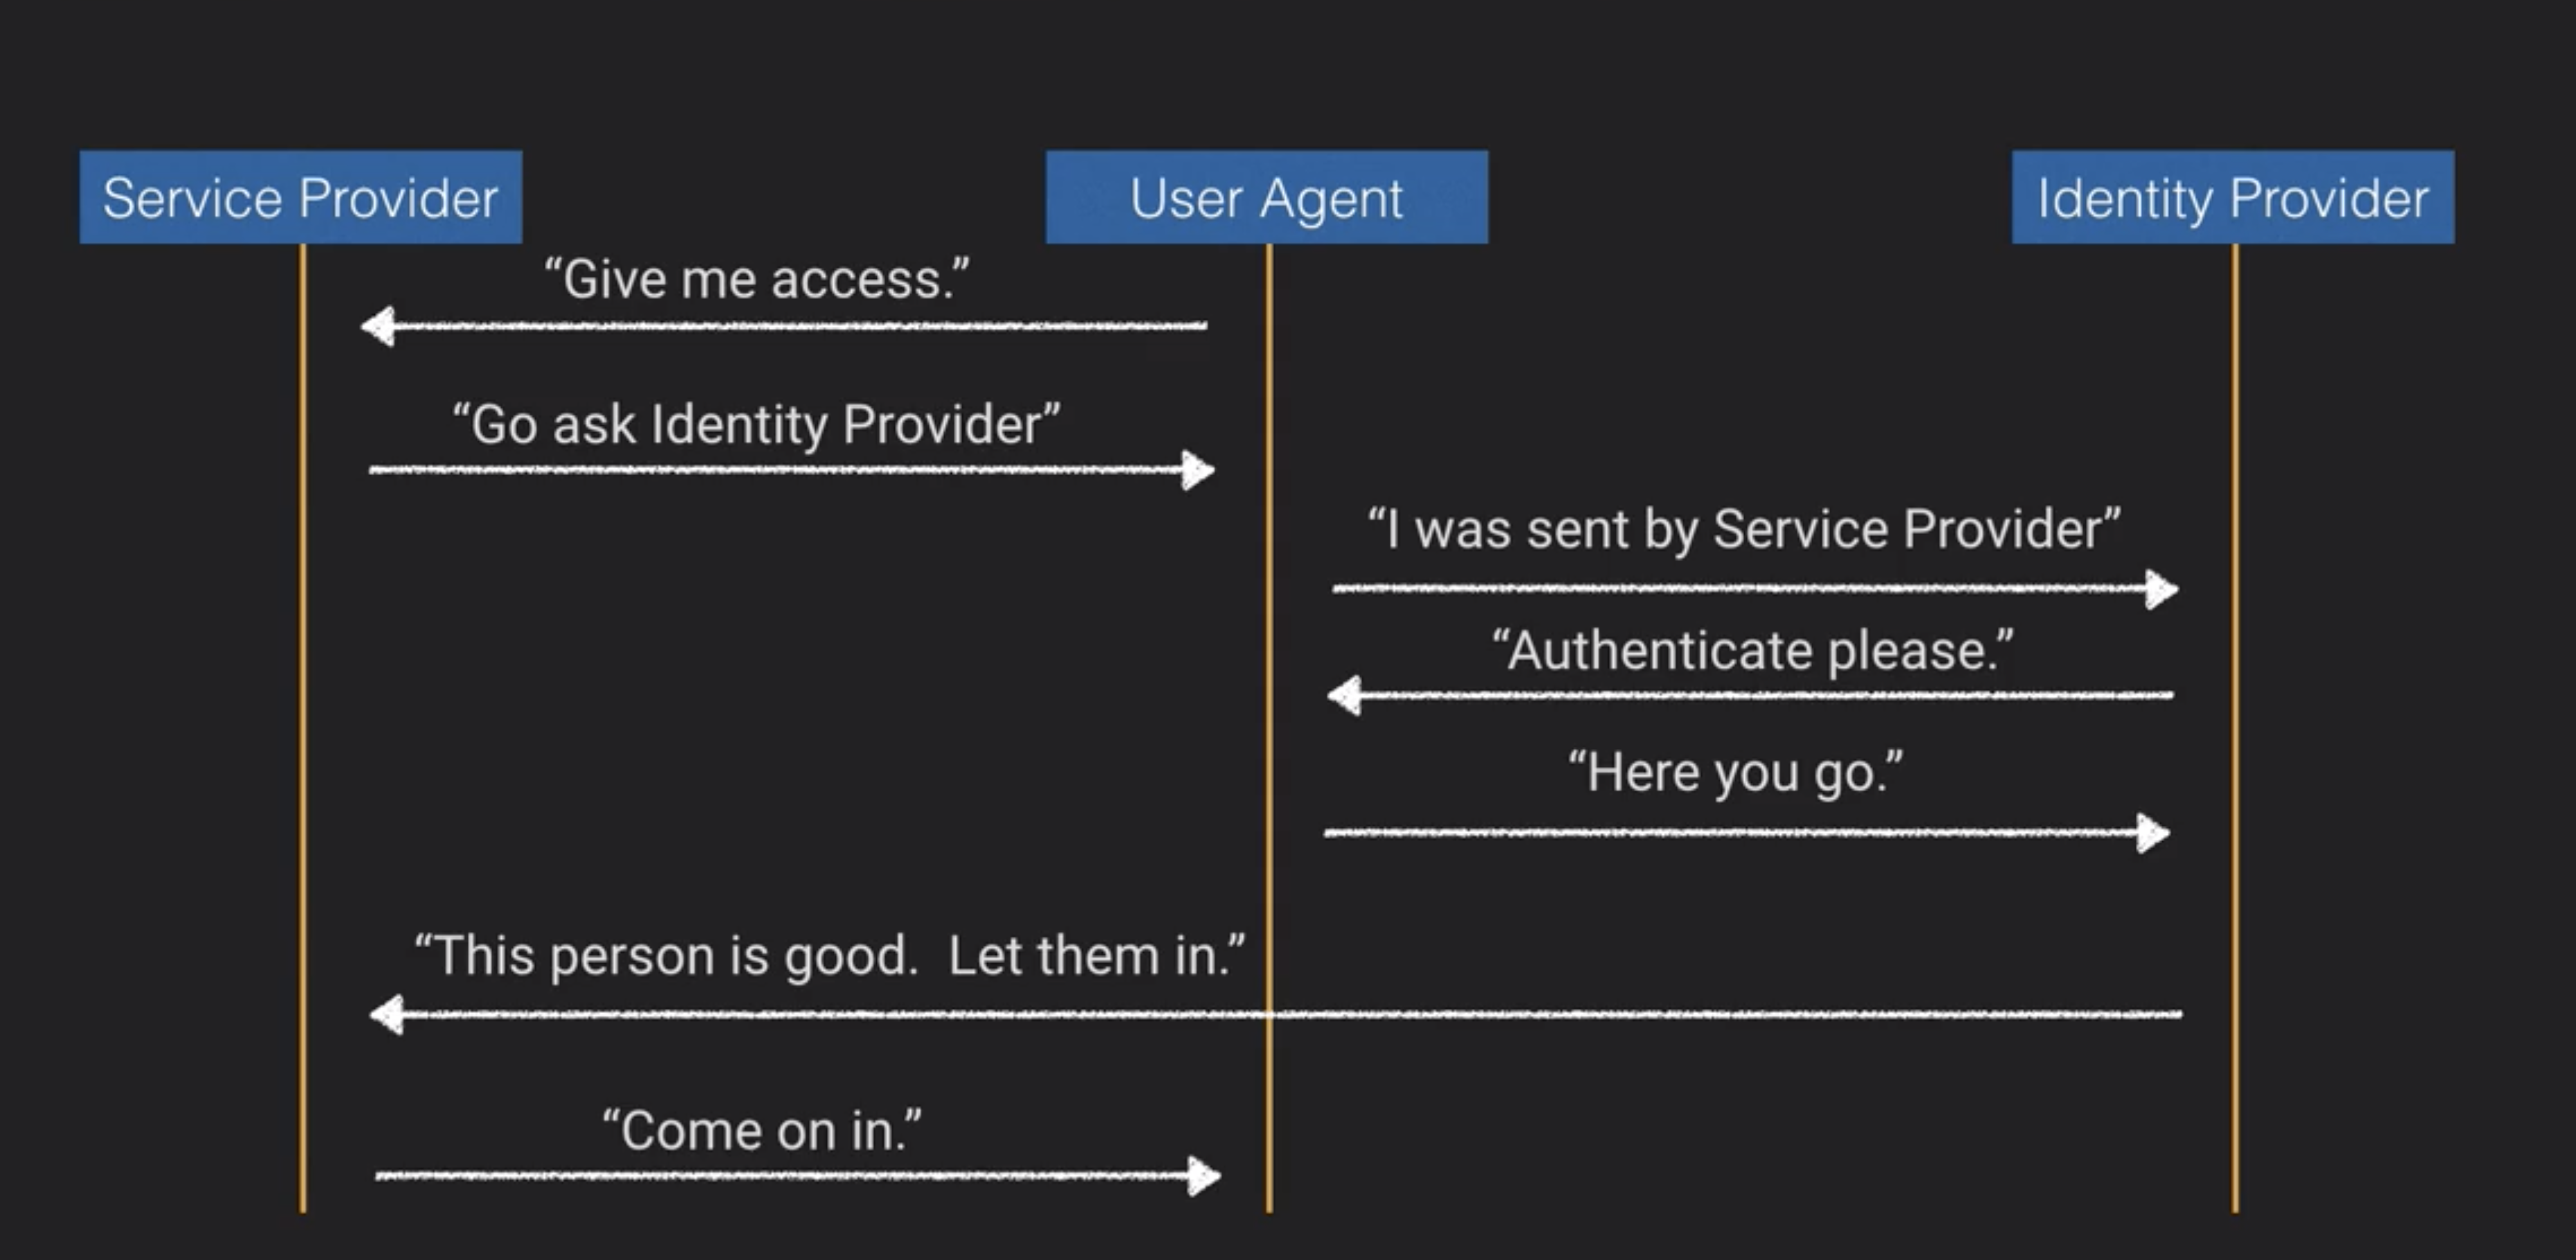 Service Provider
User Agent
Identity Provider
“Give me access.”
“Go ask Identity Provider”
“I was sent by Service Provider”
“Authenticate please.”
“Here you go.”
“This person is good.  Let them in.”
“Come on in.”